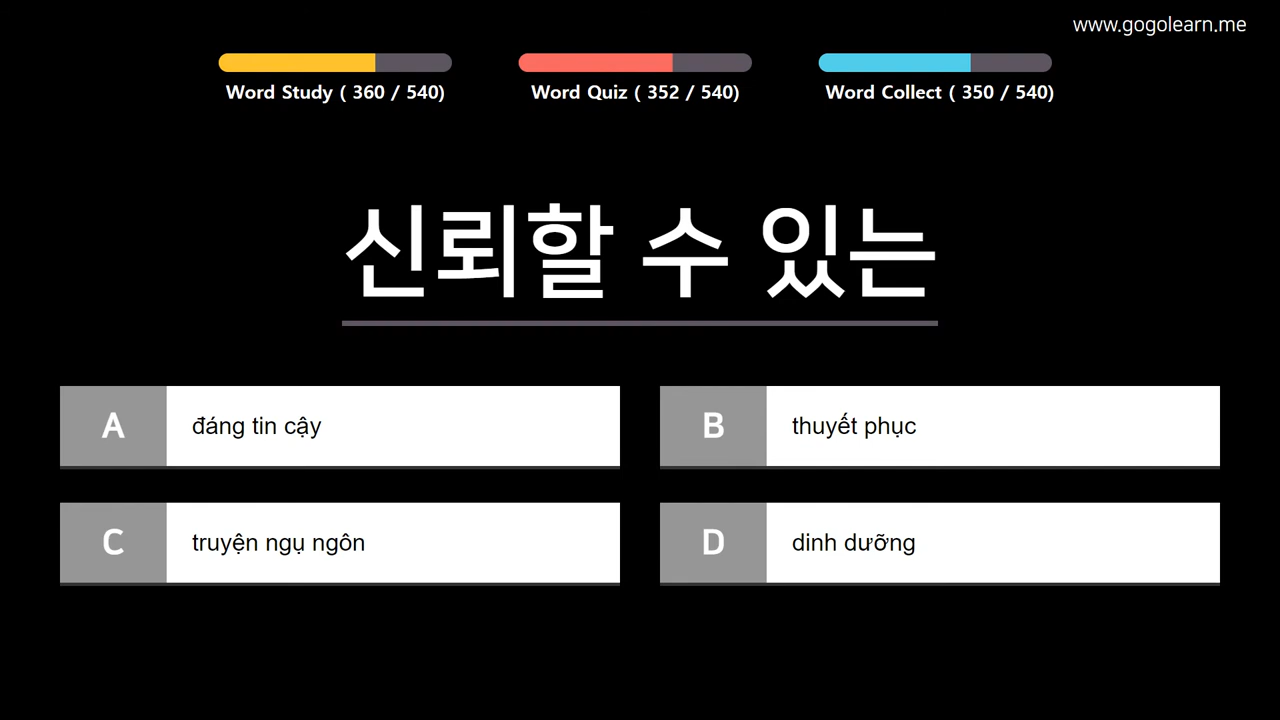 www.gogolearn.me
Word Study ( 360 / 540)
Word Quiz ( 352 / 540)
Word Collect ( 350 / 540)
신뢰할 수 있는
A đáng tin cậy
B thuyết phục
C truyện ngụ ngôn
D dinh dưỡng